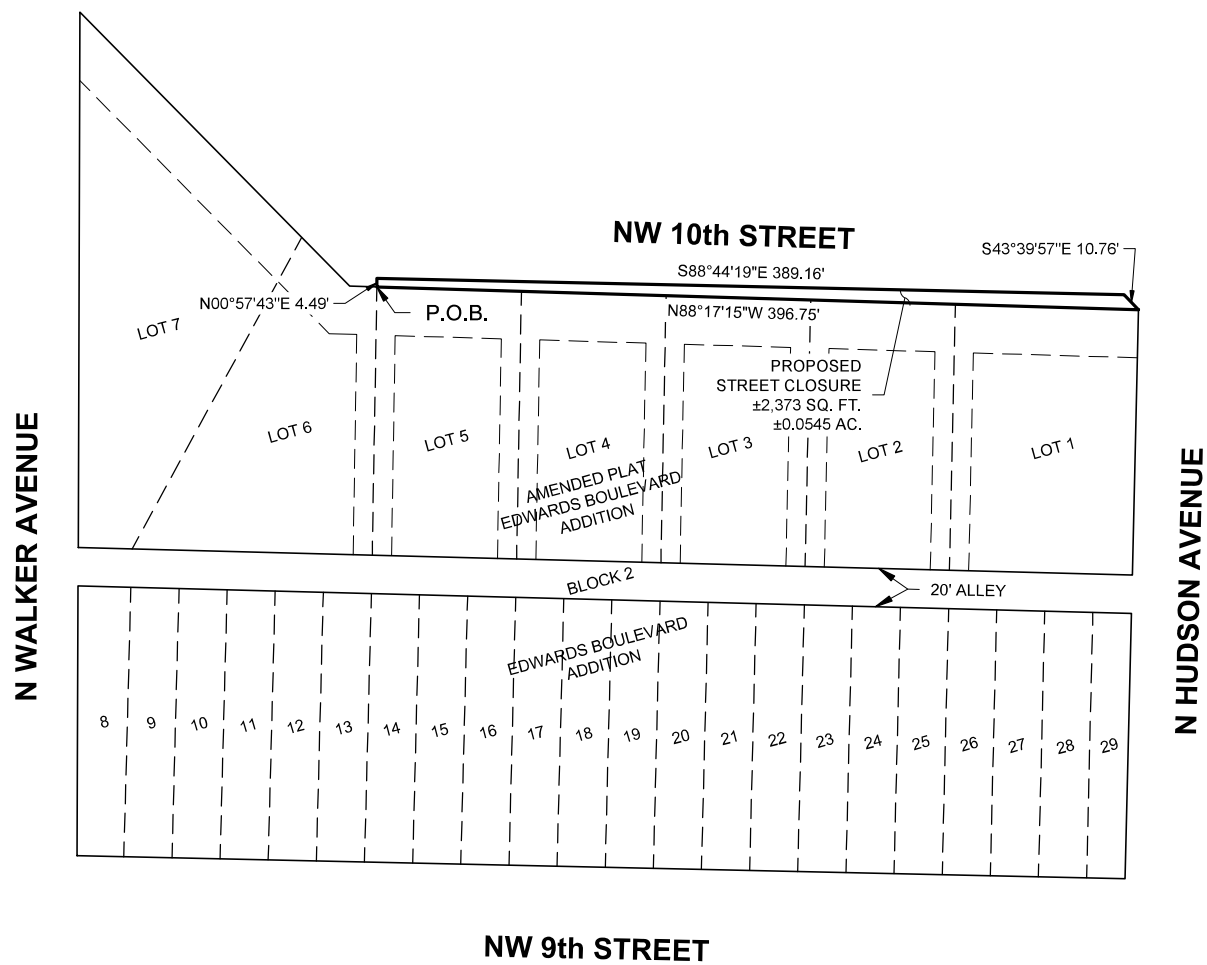 NW 10th STREET
S43°39'57"E 10.76'
S88°44'19"E 389.16'
N00°57'43"E 4.49'
P.O.B.
N88°17'15"W 396.75'
LOT 7
PROPOSED
STREET CLOSURE
±2,373 SQ. FT.
±0.0545 AC.
LOT 6
LOT 5
LOT 4
LOT 3
LOT 2
LOT 1
AMENDED PLAT
EDWARDS BOULEVARD
ADDITION
N WALKER AVENUE
N HUDSON AVENUE
BLOCK 2
20' ALLEY
EDWARDS BOULEVARD
ADDITION
8
9
10
11
12
13
14
15
16
17
18
19
20
21
22
23
24
25
26
27
28
29
NW 9th STREET